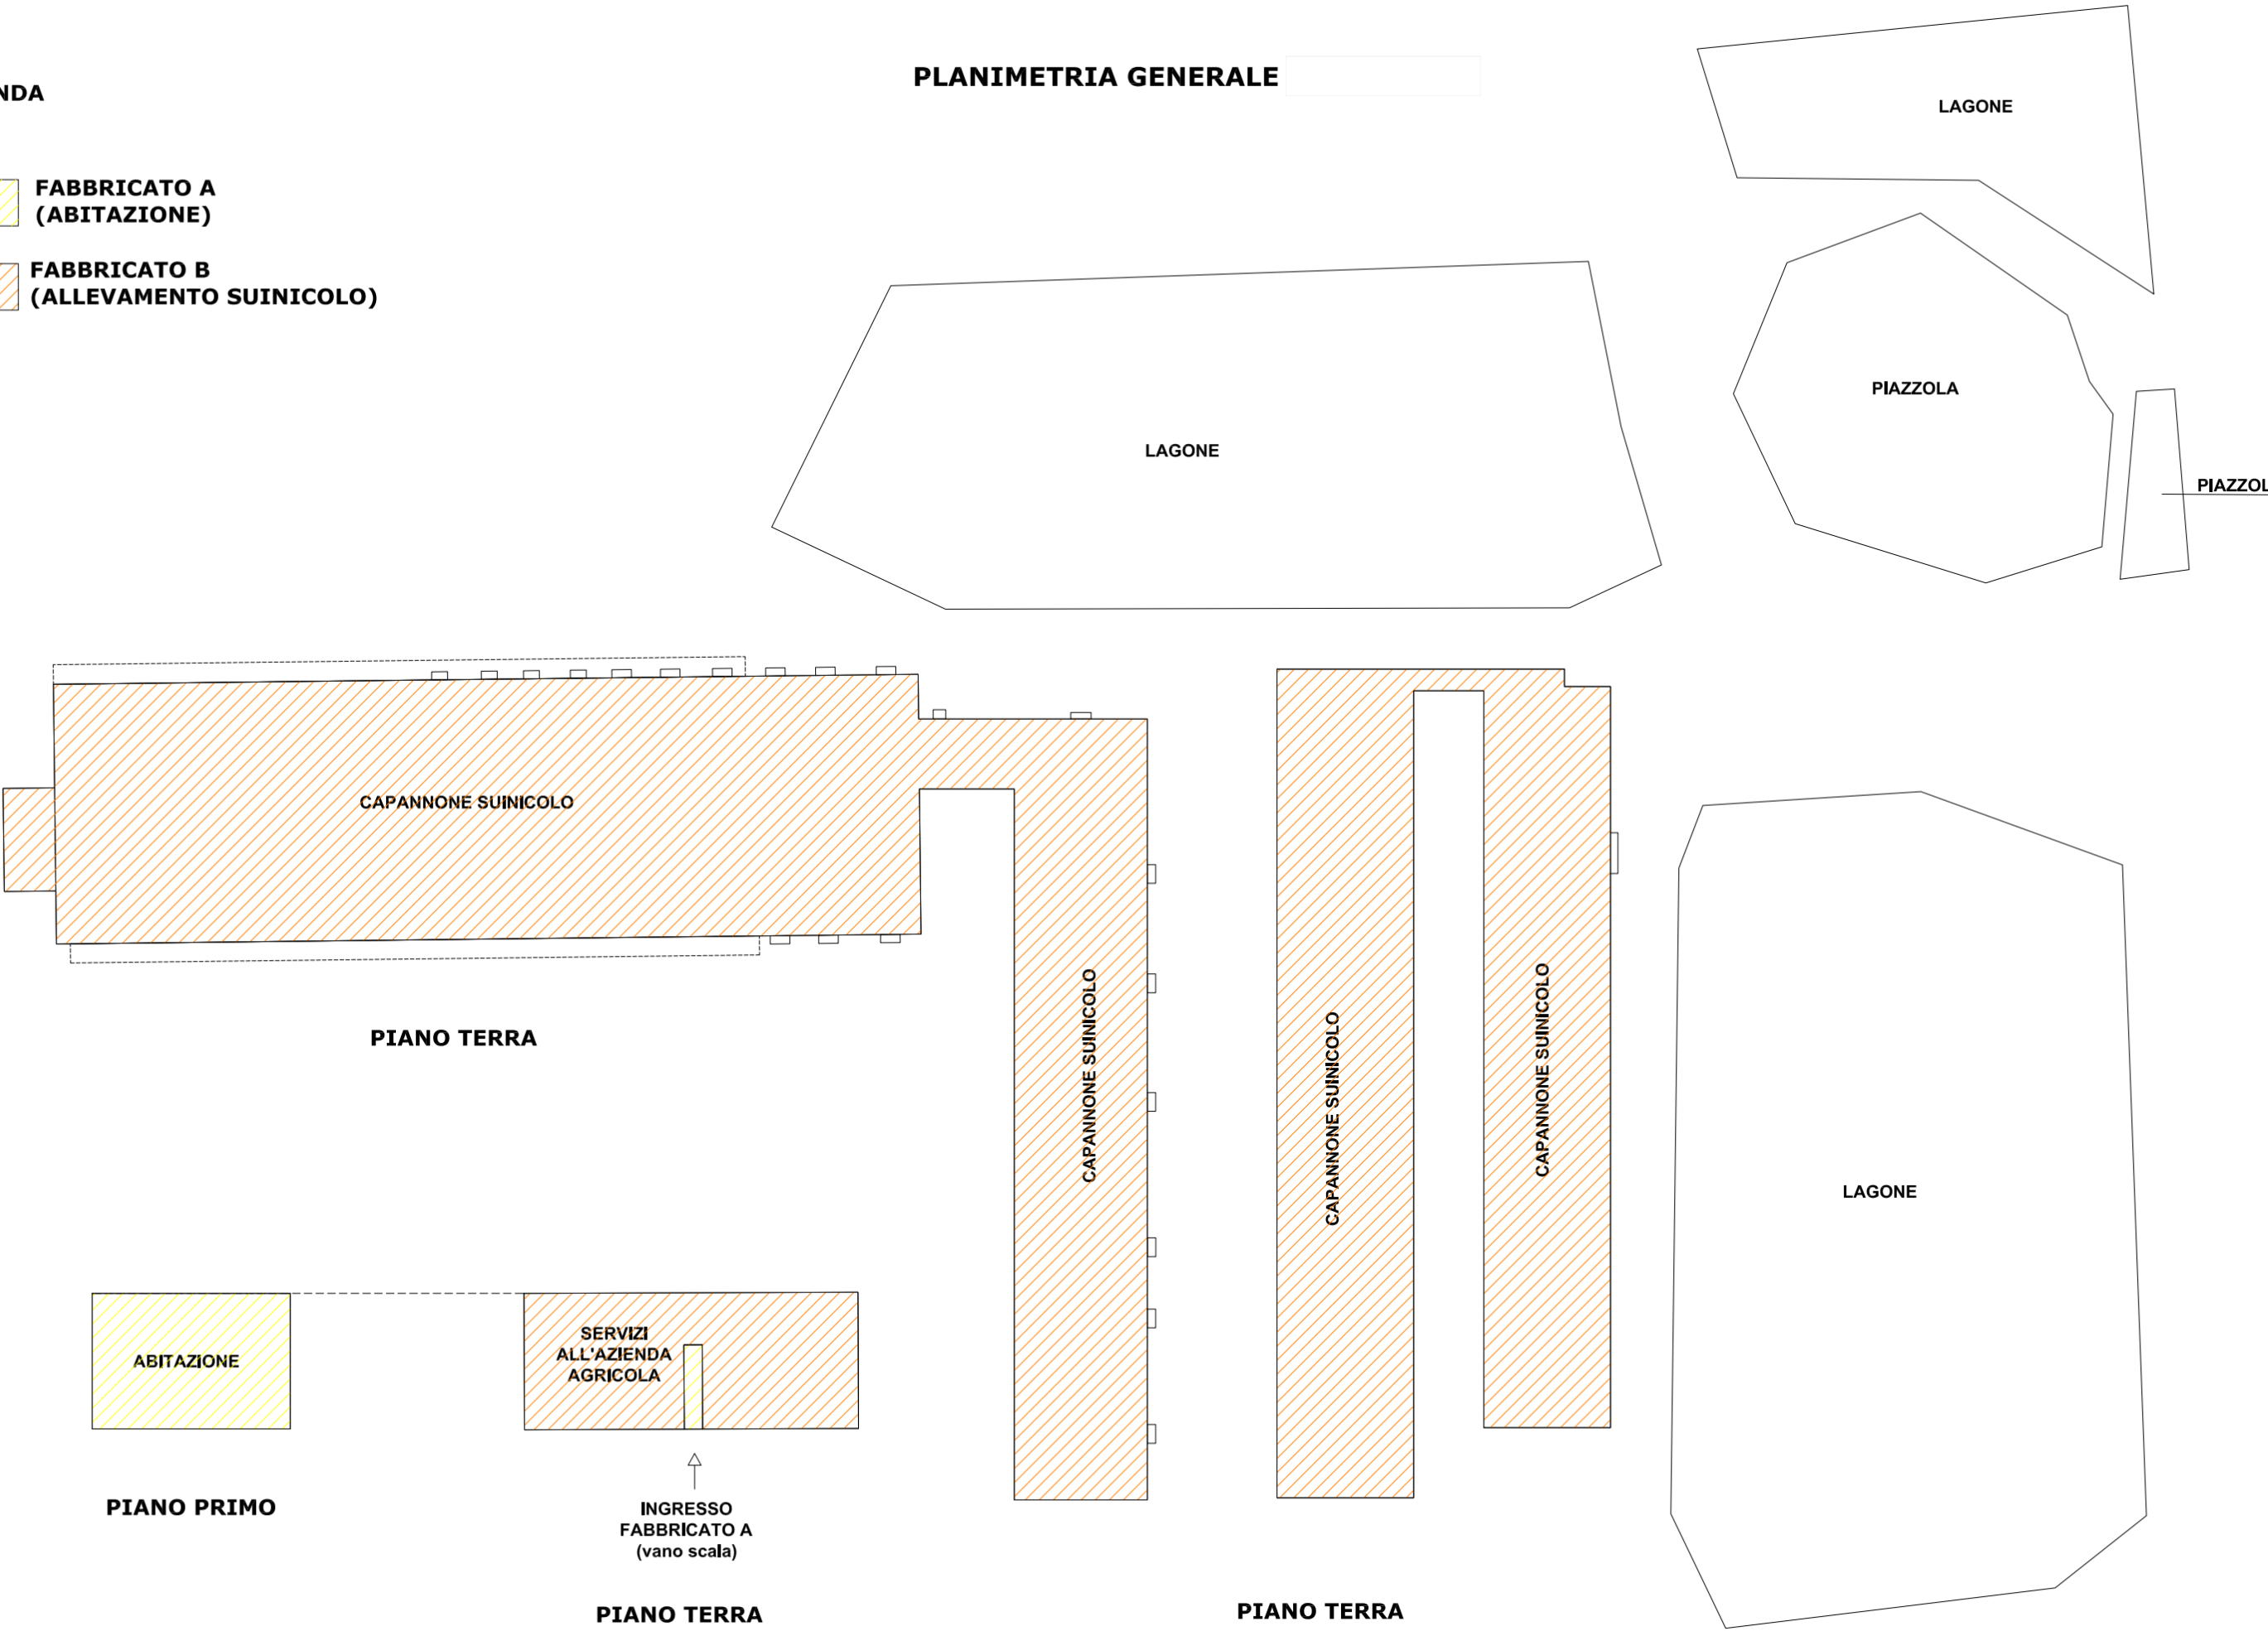 PLANIMETRIA GENERALE
NDA
FABBRICATO A
(ABITAZIONE)
FABBRICATO B
(ALLEVAMENTO SUINICOLO)
LAGONE
PIAZZOLA
LAGONE
PIAZZOL
CAPANNONE SUINICOLO
CAPANNONE SUINICOLO
CAPANNONE SUINICOLO
CAPANNONE SUINICOLO
PIANO TERRA
LAGONE
ABITAZIONE
SERVIZI
ALL'AZIENDA
AGRICOLA
PIANO PRIMO
INGRESSO
FABBRICATO A
(vano scala)
PIANO TERRA
PIANO TERRA